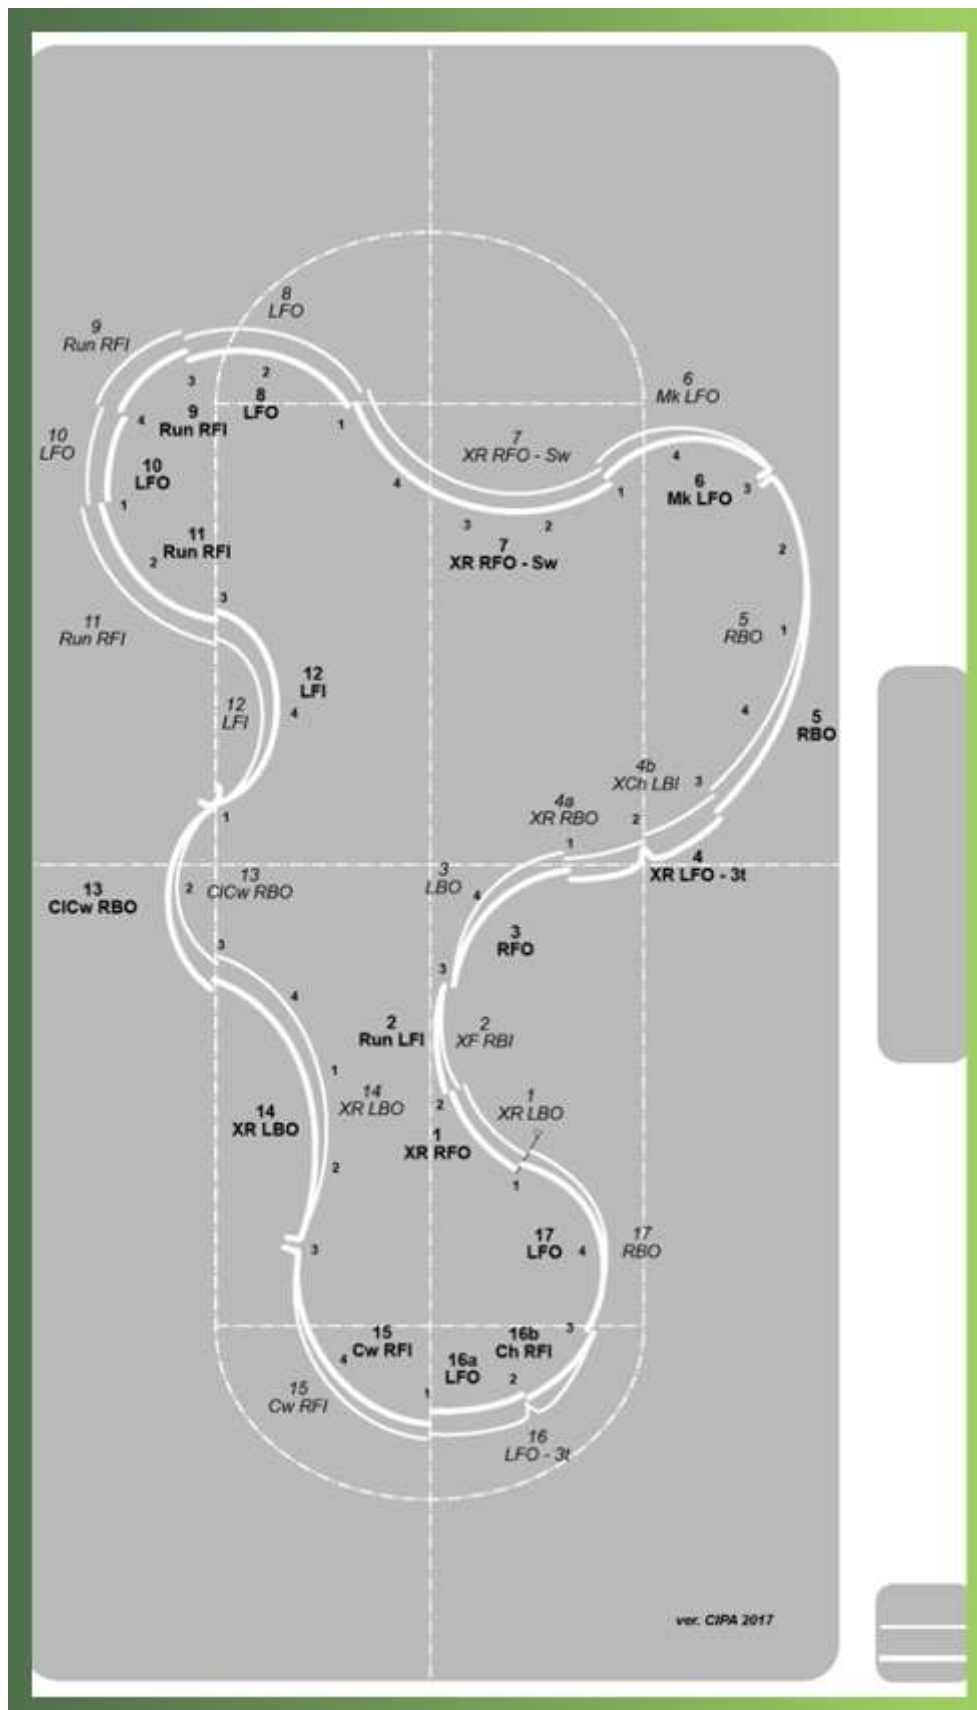 8
LFO
9
Run RFI
6
Mk LFO
3
2
8
LFO
4
9
Run RFI
1
10
LFO
7
XR RFO - Sw
4
10
LFO
4
6
Mk LFO
3
1
1
3
2
7
XR RFO - Sw
11
Run RFI
2
2
3
11
Run RFI
5
RBO
1
12
LFI
12
LFI
4
4
5
RBO
4b
XCh LBI
3
4a
XR RBO
2
1
1
4
XR LFO - 3t
3
LBO
4
13
ClCw RBO
2
13
ClCw RBO
3
RFO
3
3
4
2
Run LFI
2
XF RBI
1
14
XR LBO
2
1
XR LBO
14
XR LBO
1
XR RFO
2
1
17
LFO
4
17
RBO
3
15
Cw RFI
4
16b
Ch RFI
3
16a
LFO
2
1
15
Cw RFI
16
LFO - 3t
ver. CIPA 2017